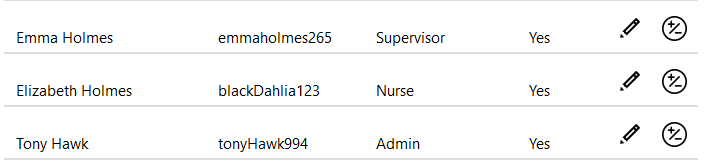 Emma Holmes emmaholmes265 Supervisor Yes
Elizabeth Holmes blackDahlia123 Nurse Yes
Tony Hawk tonyHawk994 Admin Yes